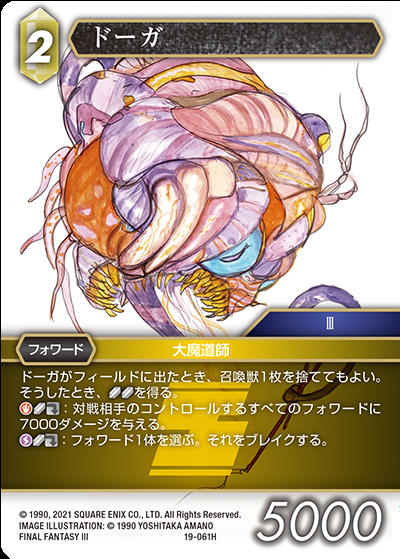 2
ドーガ
III
フォワード
大魔道師
ドーガがフィールドに出たとき、召喚獣1枚を捨ててもよい。
そうしたとき、を得る。
：対戦相手のコントロールするすべてのフォワードに
7000ダメージを与える。
：フォワード1体を選ぶ。それをブレイクする。
© 1990, 2021 SQUARE ENIX CO., LTD. All Rights Reserved.
IMAGE ILLUSTRATION: © 1990 YOSHITAKA AMANO
FINAL FANTASY III 19-061H
5000